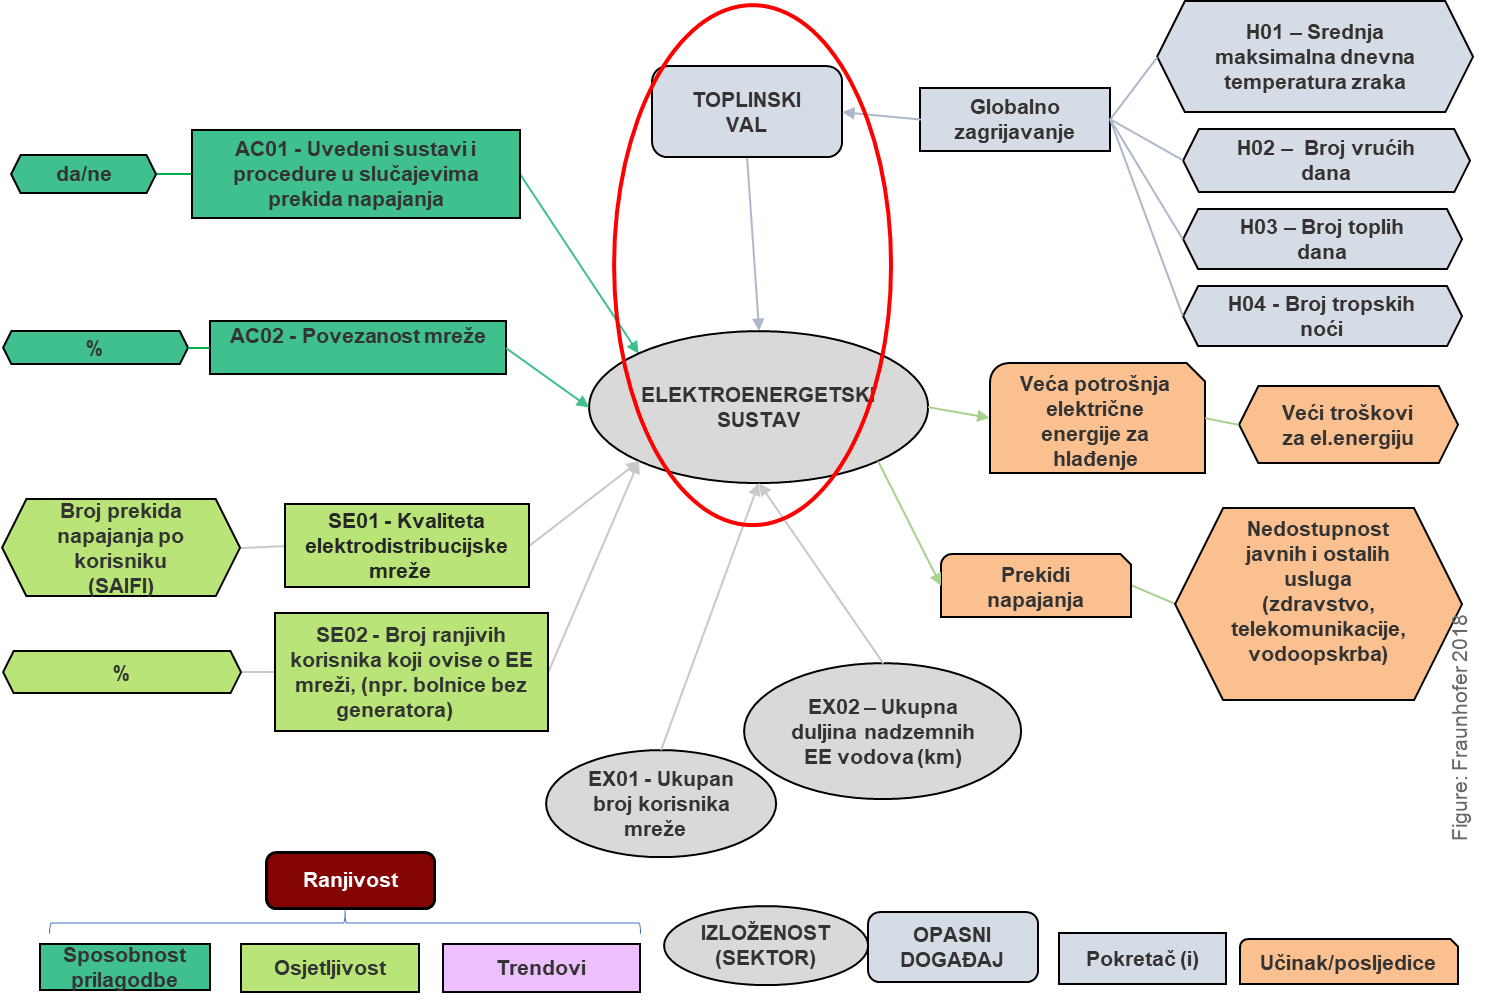 TOPLINSKI
VAL
Globalno
zagrijavanje
H01 – Srednja
maksimalna dnevna
temperatura zraka
H02 –  Broj vrućih
dana
H03 – Broj toplih
dana
H04 - Broj tropskih
noći
da/ne
AC01 - Uvedeni sustavi i
procedure u slučajevima
prekida napajanja
%
AC02 - Povezanost mreže
ELEKTROENERGETSKI
SUSTAV
Veća potrošnja
električne
energije za
hlađenje
Veći troškovi
za el.energiju
Broj prekida
napajanja po
korisniku
(SAIFI)
SE01 - Kvaliteta
elektrodistribucijske
mreže
Prekidi
napajanja
Nedostupnost
javnih i ostalih
usluga
(zdravstvo,
telekomunikacije,
vodoopskrba)
%
SE02 - Broj ranjivih
korisnika koji ovise o EE
mreži, (npr. bolnice bez
generatora)
EX02 – Ukupna
duljina nadzemnih
EE vodova (km)
EX01 - Ukupan
broj korisnika
mreže
Figure: Fraunhofer 2018
Ranjivost
Sposobnost
prilagodbe
Osjetljivost
Trendovi
IZLOŽENOST
(SEKTOR)
OPASNI
DOGAĐAJ
Pokretač (i)
Učinak/posljedice